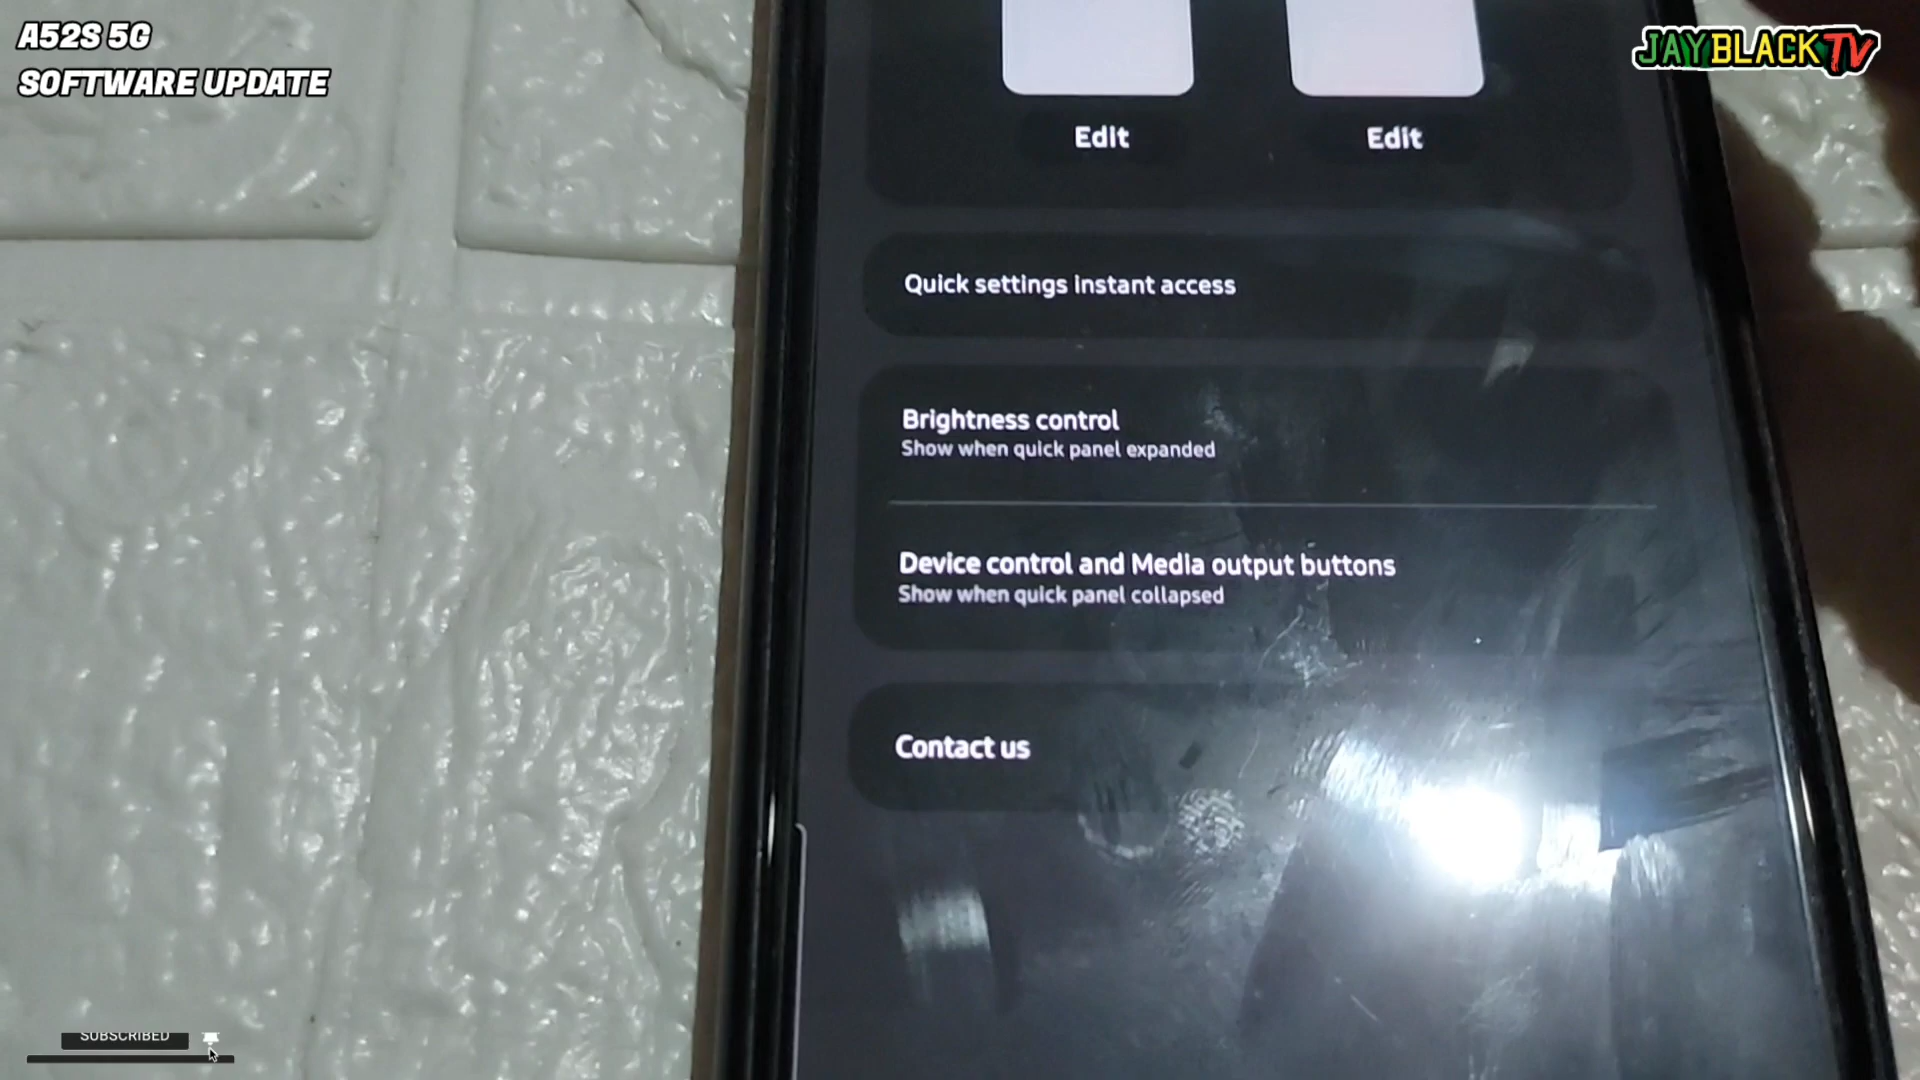 A52S 5G
SOFTWARE UPDATE
JAYBLACKTV
Edit
Edit
Quick settings instant access
Brightness control
Show when quick panel expanded
Device control and Media output buttons
Show when quick panel collapsed
Contact us
SUBSCRIBED